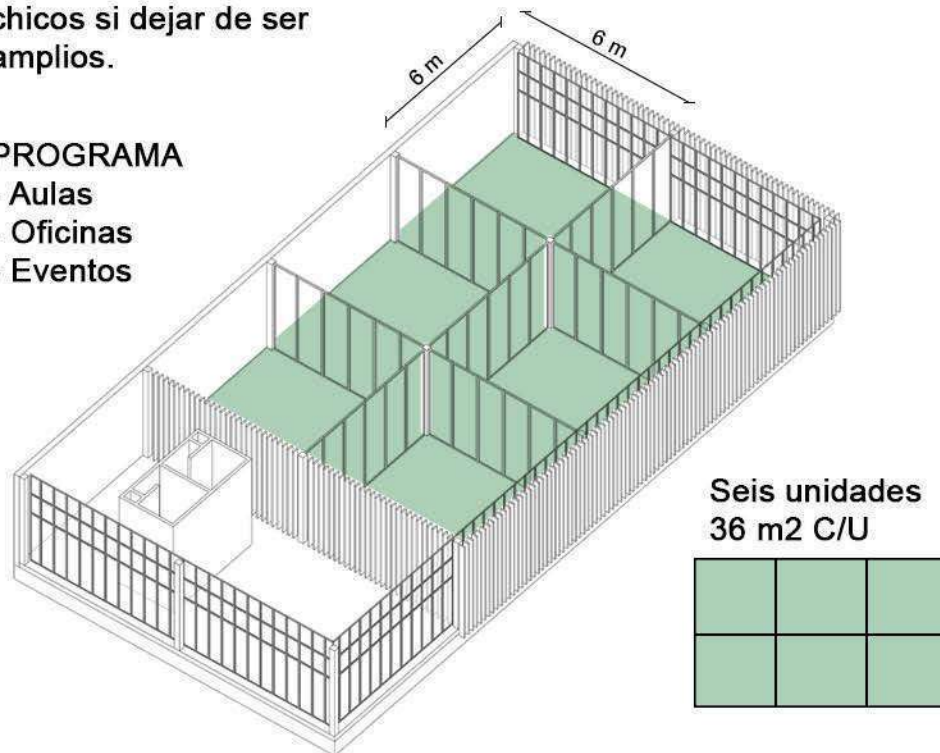 chicos si dejar de ser
amplios.
6 m
6 m
PROGRAMA
Aulas
Oficinas
Eventos
Seis unidades
36 m2 C/U